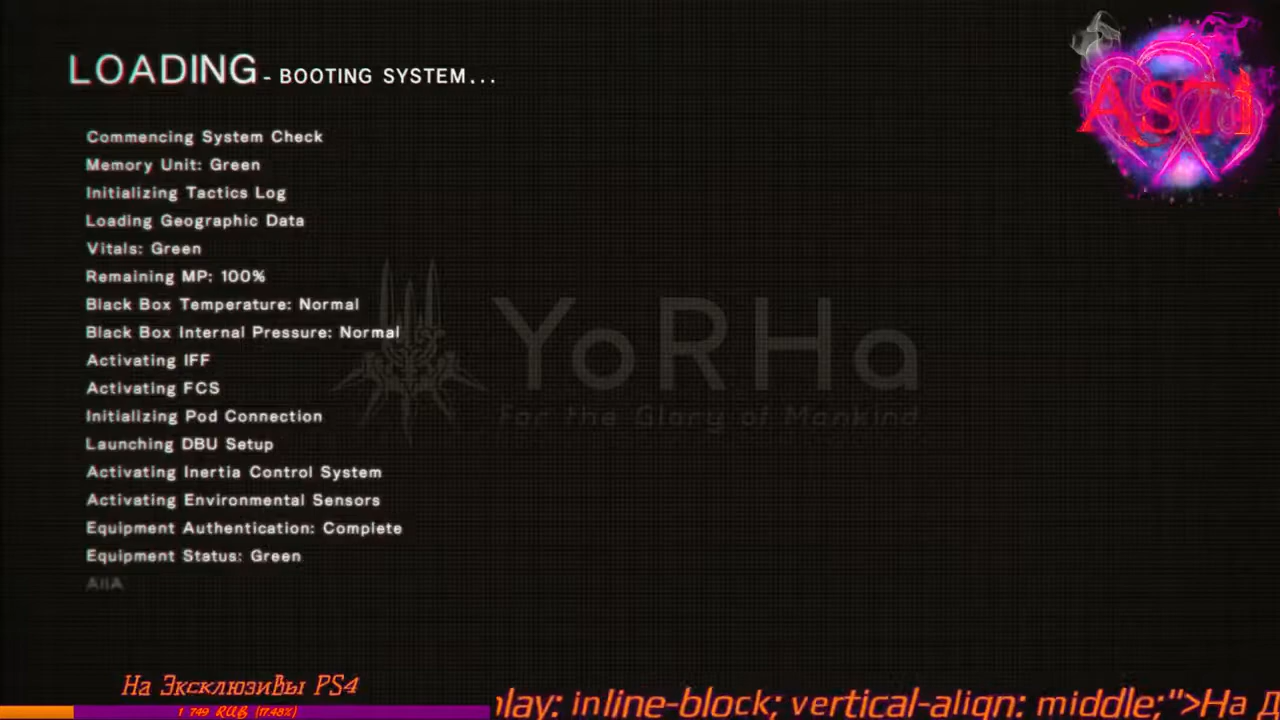 LOADING - BOOTING SYSTEM...
AST1
Commencing System Check
Memory Unit: Green
Initializing Tactics Log
Loading Geographic Data
Vitals: Green
Remaining MP: 100%
Black Box Temperature: Normal
Black Box Internal Pressure: Normal
Activating IFF
Activating FCS
Initializing Pod Connection
Launching DBU Setup
Activating Inertia Control System
Activating Environmental Sensors
Equipment Authentication: Complete
Equipment Status: Green
YoRHa
For the Glory of Mankind
На Эксклюзивы PS4
1 749 RUB (17.48%)
lay: inline-block; vertical-align: middle;">На Д